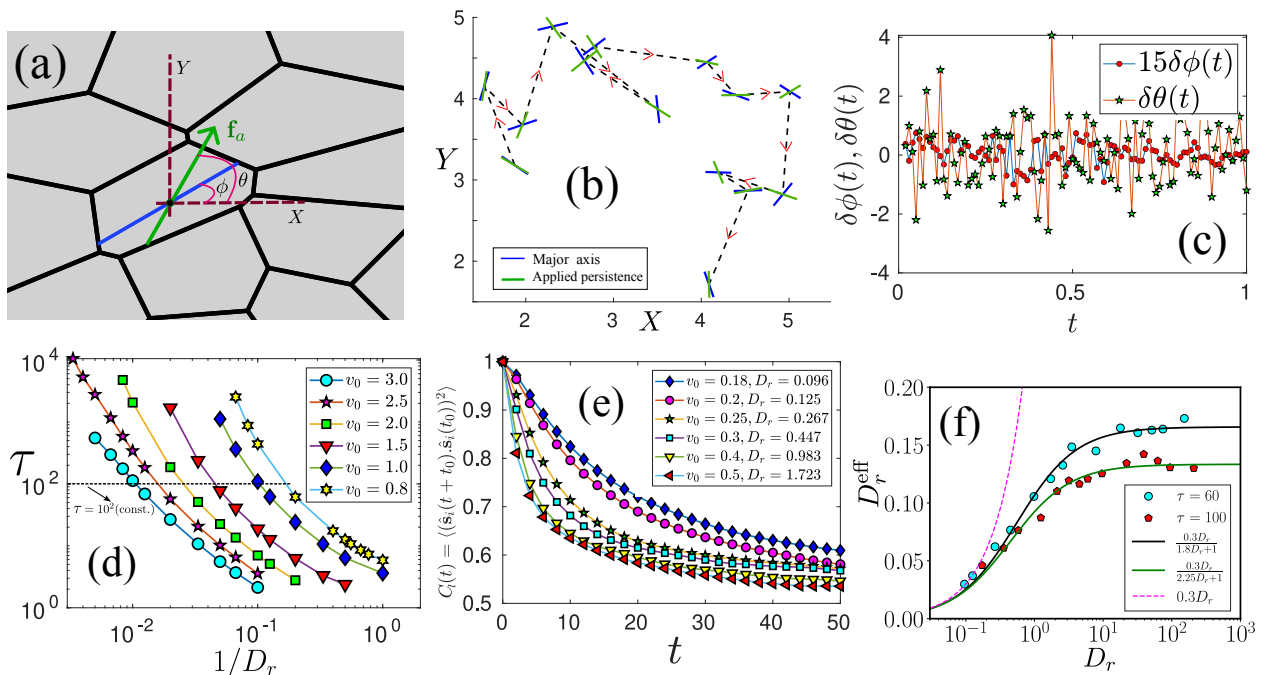 (a)
Y
f_a
ϕ
θ
X
5
4
Y
3
2
2
3
X
4
5
(b)
Major axis
Applied persistence
δϕ(t), δθ(t)
4
2
0
-2
-4
0
0.5
1
t
15δϕ(t)
δθ(t)
(c)
τ
10^4
10^2
10^0
10^-2
10^-1
10^0
1/D_r
τ = 10^2 (const.)
(d)
v_0 = 3.0
v_0 = 2.5
v_0 = 2.0
v_0 = 1.5
v_0 = 1.0
v_0 = 0.8
C_i(t) = ⟨(ŝ_i(t + t_0).ŝ_i(t_0))^2⟩
1
0.9
0.8
0.7
0.6
0.5
0
10
20
30
40
50
t
(e)
v_0 = 0.18, D_r = 0.096
v_0 = 0.2, D_r = 0.125
v_0 = 0.25, D_r = 0.267
v_0 = 0.3, D_r = 0.447
v_0 = 0.4, D_r = 0.983
v_0 = 0.5, D_r = 1.723
D_r^eff
0.20
0.15
0.10
0.05
0.00
10^-1
10^0
10^1
10^2
10^3
D_r
(f)
τ = 60
τ = 100
0.3D_r/1.8D_r+1
0.3D_r/2.25D_r+1
0.3D_r